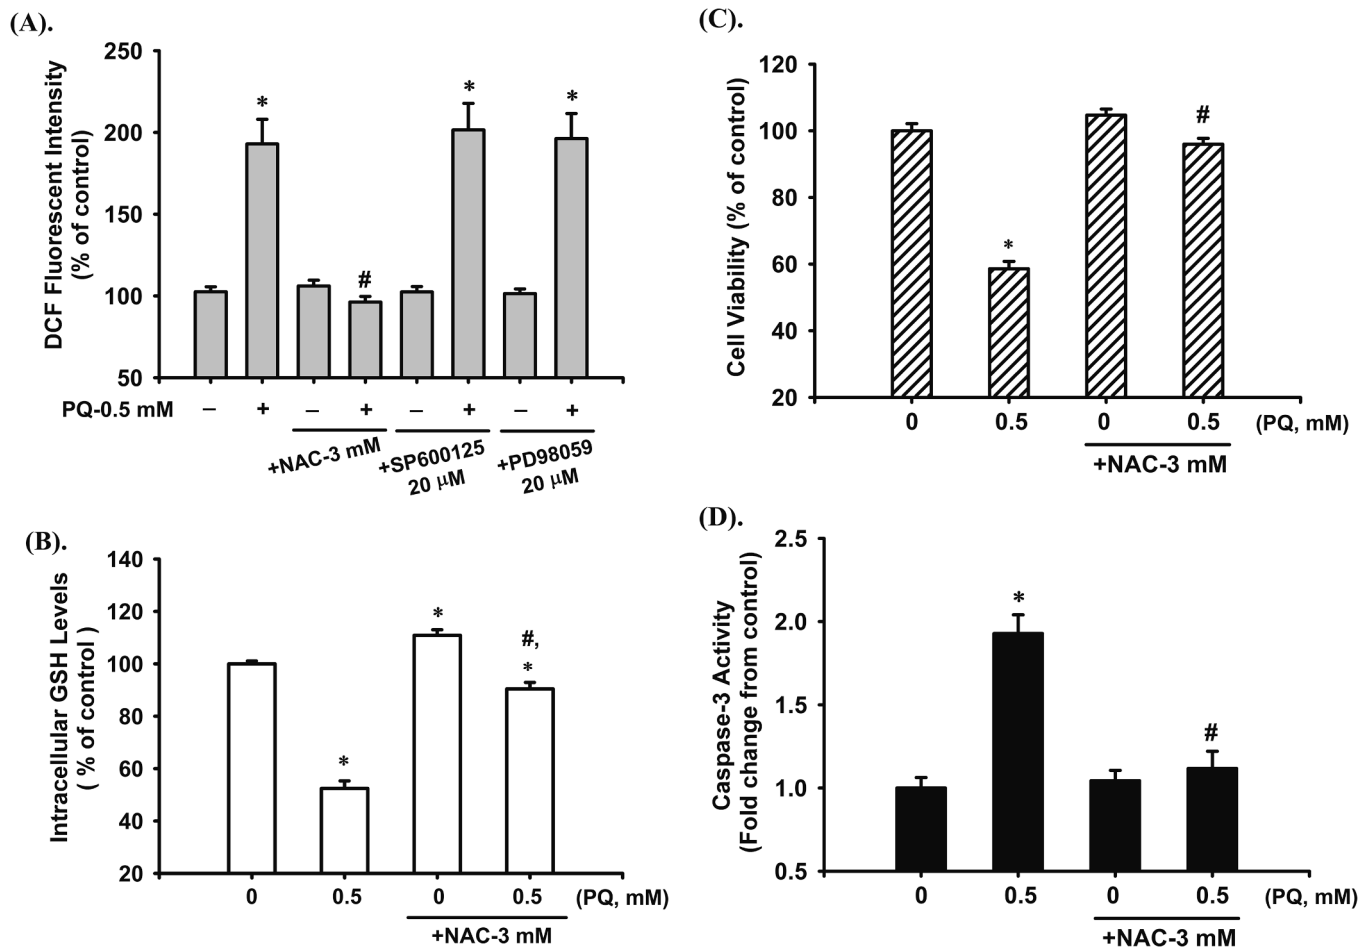 (A).
DCF Fluorescent Intensity
(% of control)
250
200
150
100
50
*
#
*
*
PQ-0.5 mM – + – + – + – +
+NAC-3 mM
+SP600125
20 μM
+PD98059
20 μM
(B).
Intracellular GSH Levels
( % of control )
140
120
100
80
60
40
20
*
*
#,
*
0 0.5 0 0.5 (PQ, mM)
+NAC-3 mM
(C).
Cell Viability (% of control)
120
100
80
60
40
20
*
#
0 0.5 0 0.5 (PQ, mM)
+NAC-3 mM
(D).
Caspase-3 Activity
(Fold change from control)
2.5
2.0
1.5
1.0
0.5
*
#
0 0.5 0 0.5 (PQ, mM)
+NAC-3 mM